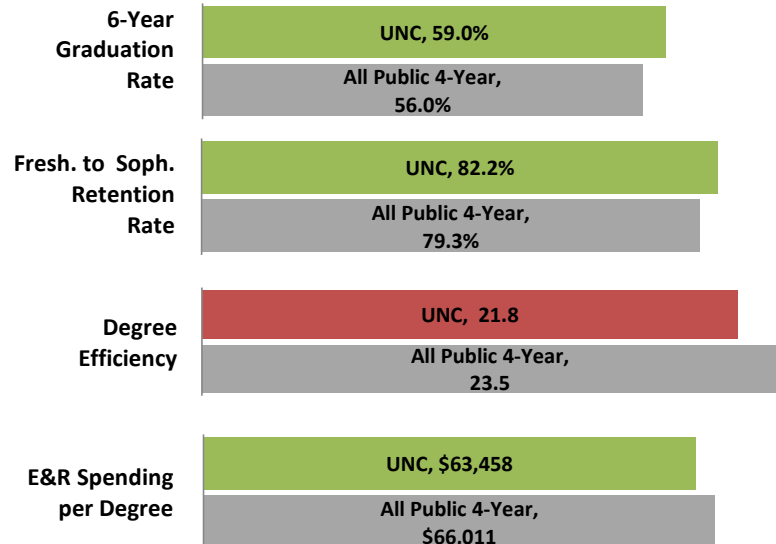 6-Year
Graduation
Rate
UNC, 59.0%
All Public 4-Year,
56.0%
Fresh. to Soph.
Retention
Rate
UNC, 82.2%
All Public 4-Year,
79.3%
Degree
Efficiency
UNC, 21.8
All Public 4-Year,
23.5
E&R Spending
per Degree
UNC, $63,458
All Public 4-Year,
$66,011